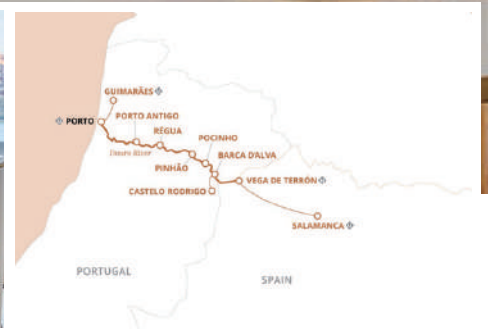 GUIMARÃES
PORTO
PORTO ANTIGO
RÉGUA
Douro River
POCINHO
PINHÃO
BARCA D'ALVA
CASTELO RODRIGO
VEGA DE TERRÓN
SALAMANCA
PORTUGAL
SPAIN